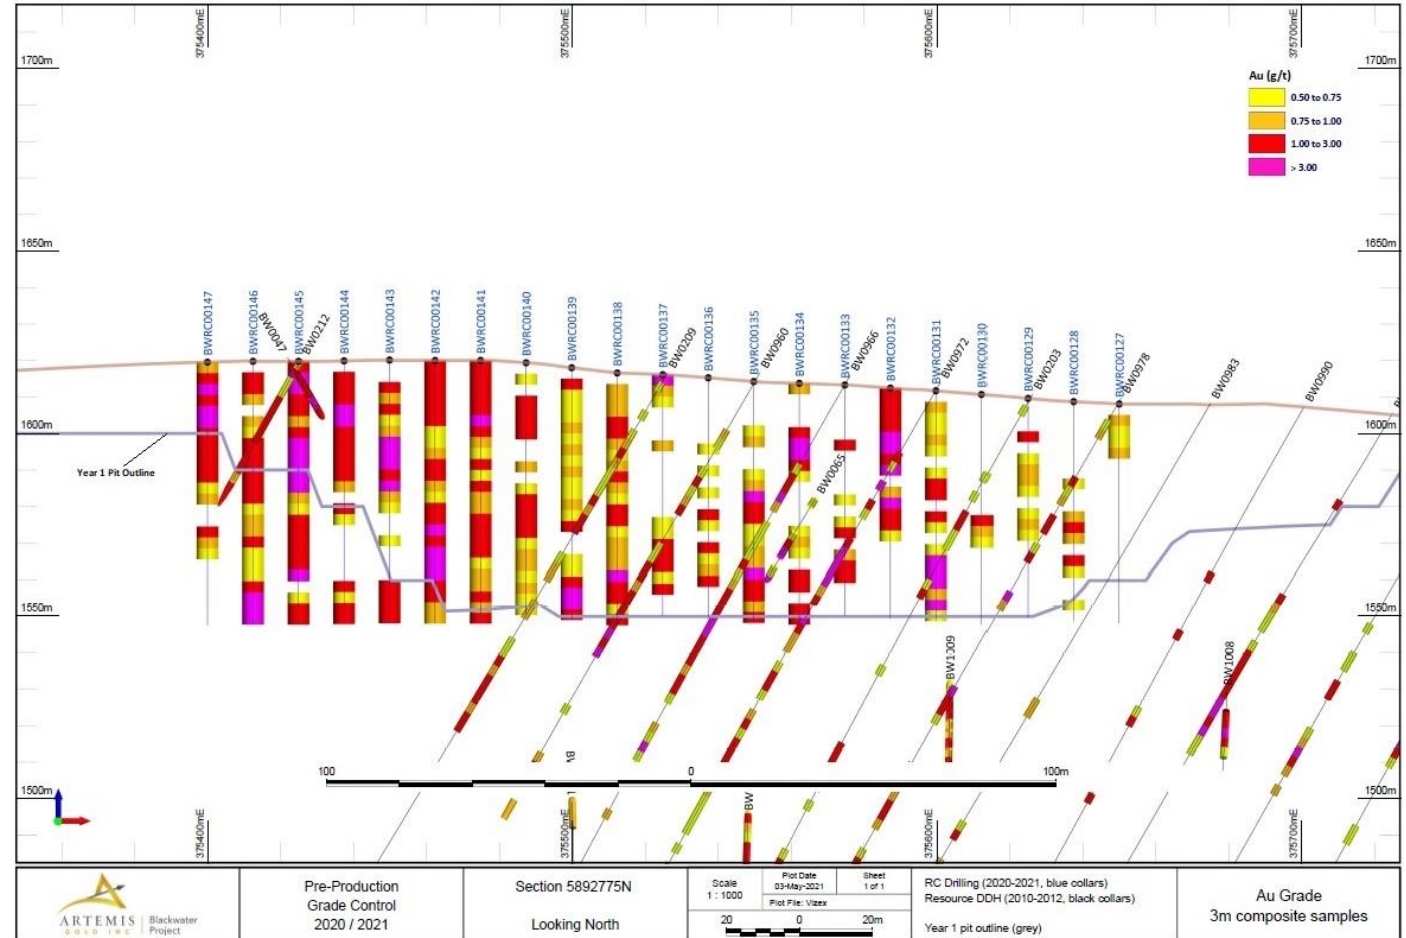 375400mE
375500mE
375600mE
375700mE
1700m
1700m
Au (g/t)
0.50 to 0.75
0.75 to 1.00
1.00 to 3.00
> 3.00
1650m
1650m
BWRC00147
BWRC00146
BW0047
BWRC00145
BW0212
BWRC00144
BWRC00143
BWRC00142
BWRC00141
BWRC00140
BWRC00139
BWRC00138
BWRC00137
BW0209
BWRC00136
BWRC00135
BW0960
BWRC00134
BWRC00133
BW0966
BWRC00132
BWRC00131
BW0972
BWRC00130
BWRC00129
BW0203
BWRC00128
BWRC00127
BW0978
BW0983
BW0990
1600m
1600m
Year 1 Pit Outline
BW0065
1550m
1550m
BW1009
BW1008
100
0
100m
1500m
1500m
BW
375400mE
375500mE
375600mE
375700mE
ARTEMIS
GOLD INC
Blackwater
Project
Pre-Production
Grade Control
2020 / 2021
Section 5892775N
Looking North
Scale
1 : 1000
Plot Date
03-May-2021
Sheet
1 of 1
Plot File: Vizex
20
0
20m
RC Drilling (2020-2021, blue collars)
Resource DDH (2010-2012, black collars)
Year 1 pit outline (grey)
Au Grade
3m composite samples